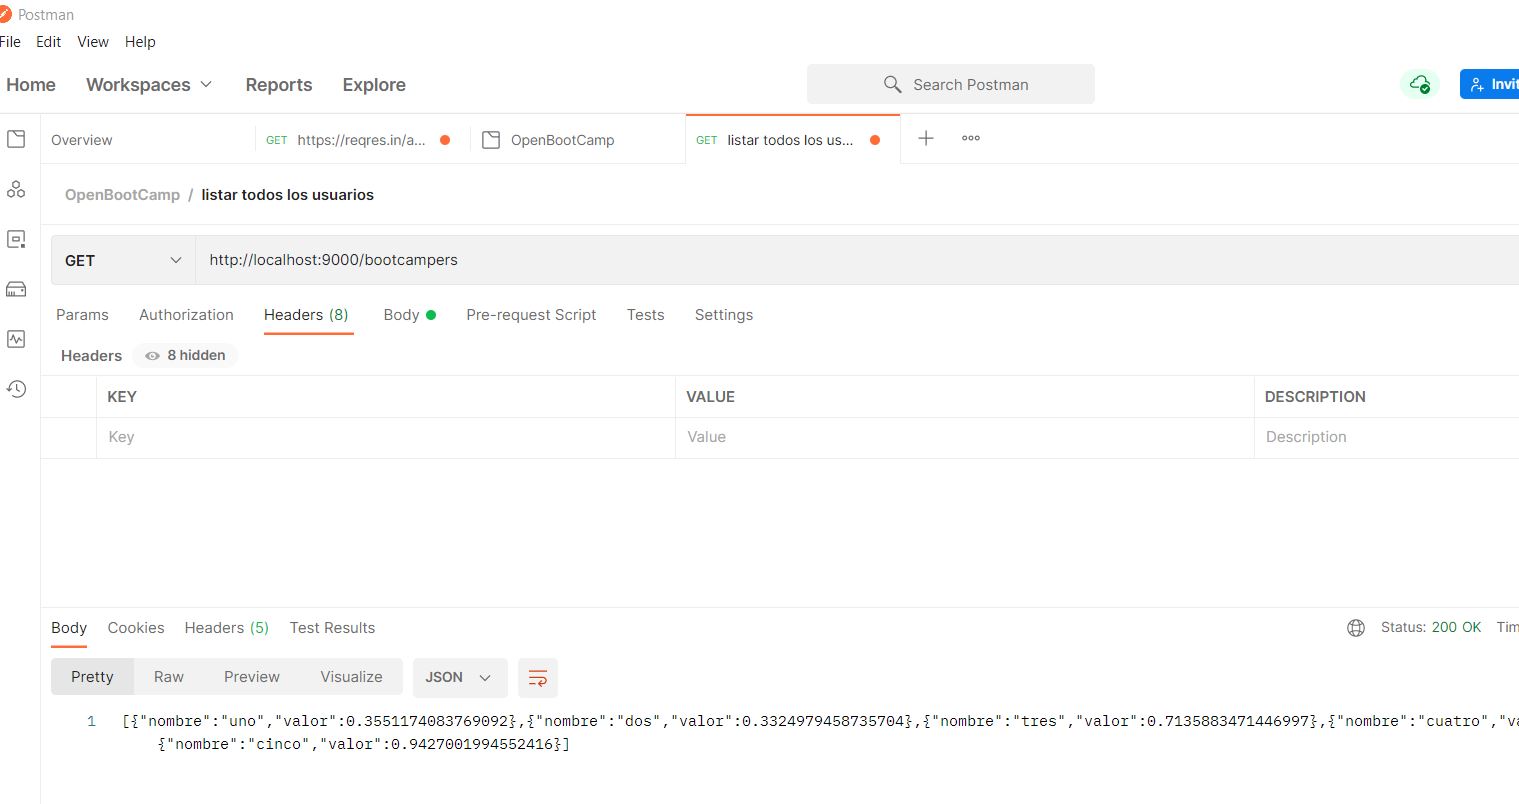 Postman
File Edit View Help
Home Workspaces Reports Explore Search Postman Invit
Overview GET https://reqres.in/a... OpenBootCamp GET listar todos los us... ooo
OpenBootCamp / listar todos los usuarios
GET http://localhost:9000/bootcampers
Params Authorization Headers (8) Body Pre-request Script Tests Settings
Headers 8 hidden
KEY VALUE DESCRIPTION
Key Value Description
Body Cookies Headers (5) Test Results Status: 200 OK Tim
Pretty Raw Preview Visualize JSON
1 [{"nombre":"uno","valor":0.3551174083769092},{"nombre":"dos","valor":0.3324979458735704},{"nombre":"tres","valor":0.7135883471446997},{"nombre":"cuatro","va
{"nombre":"cinco","valor":0.9427001994552416}]